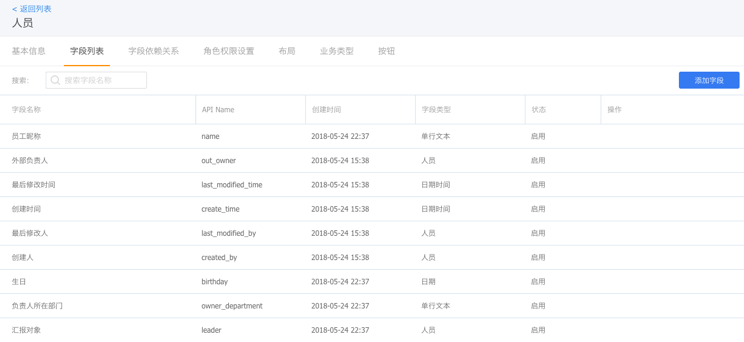 < 返回列表
人员
基本信息 字段列表 字段依赖关系 角色权限设置 布局 业务类型 按钮
搜索: 搜索字段名称 添加字段
字段名称 API Name 创建时间 字段类型 状态 操作
员工昵称 name 2018-05-24 22:37 单行文本 启用
外部负责人 out_owner 2018-05-24 15:38 人员 启用
最后修改时间 last_modified_time 2018-05-24 15:38 日期时间 启用
创建时间 create_time 2018-05-24 15:38 日期时间 启用
最后修改人 last_modified_by 2018-05-24 15:38 人员 启用
创建人 created_by 2018-05-24 15:38 人员 启用
生日 birthday 2018-05-24 22:37 日期 启用
负责人所在部门 owner_department 2018-05-24 22:37 单行文本 启用
汇报对象 leader 2018-05-24 22:37 人员 启用